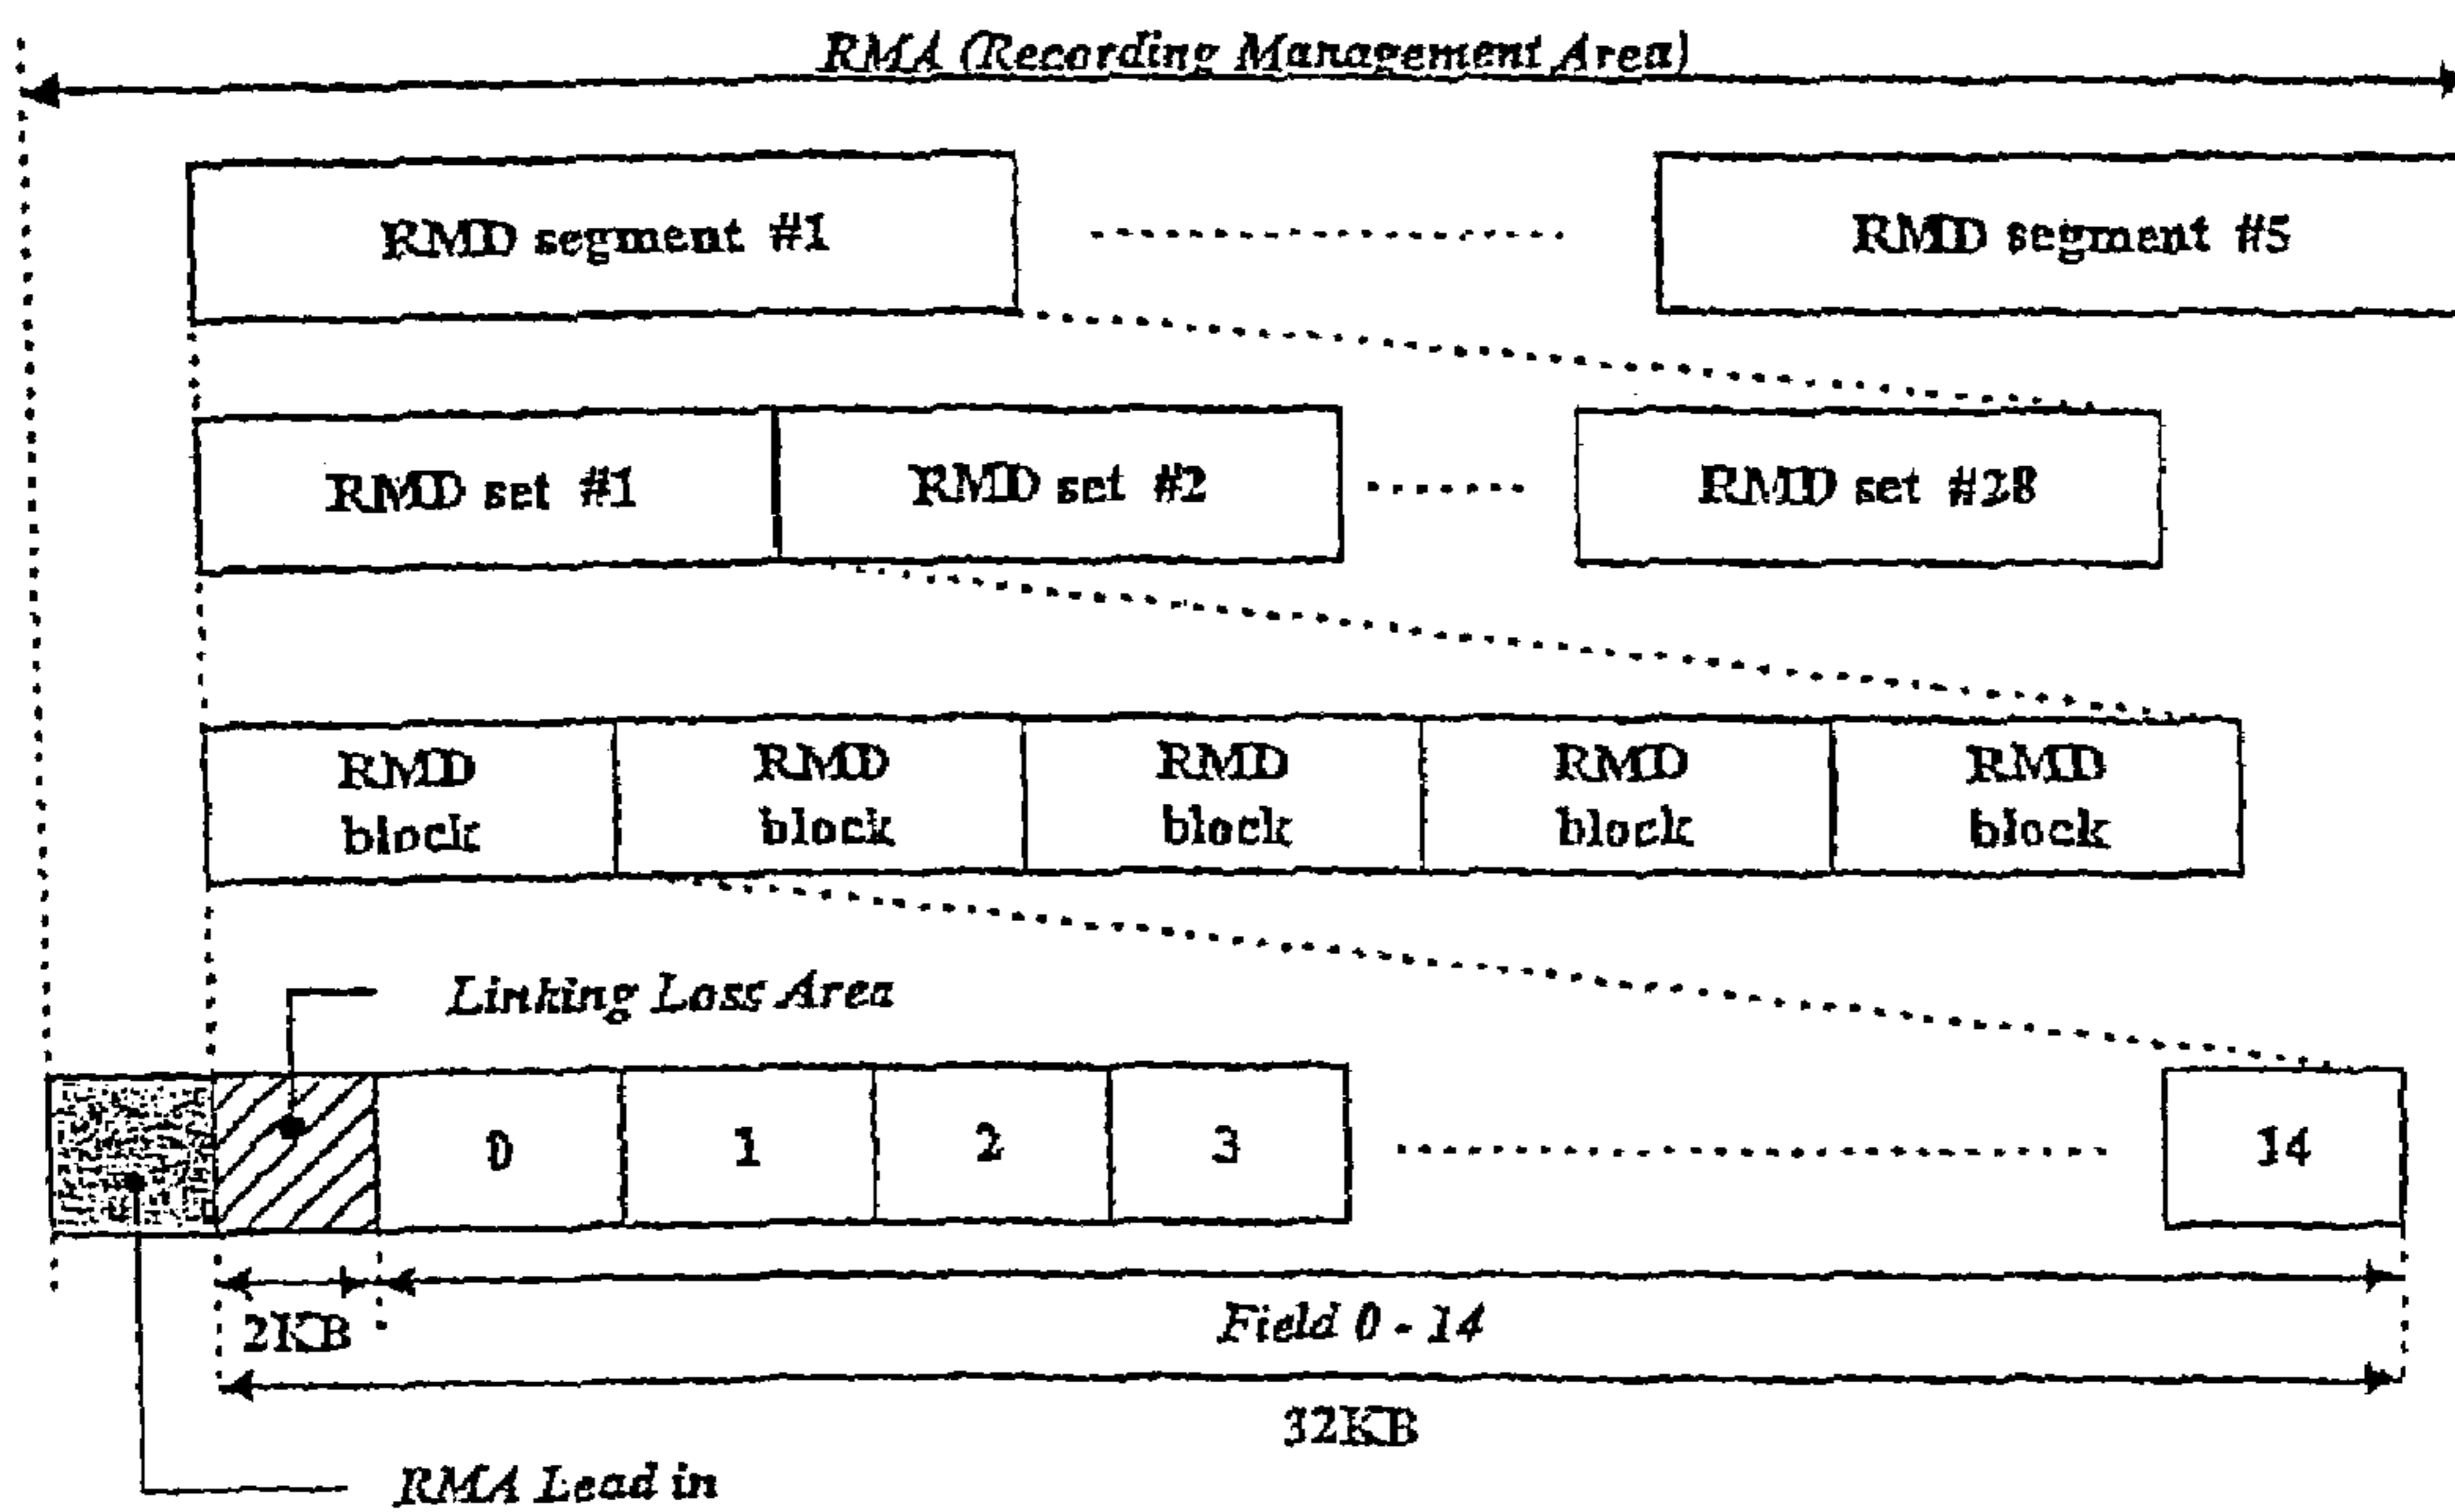 RMA (Recording Management Area)
RMD segment #1
RMD segment #5
RMD set #1
RMD set #2
RMD set #28
RMD block
RMD block
RMD block
RMD block
RMD block
Linking Loss Area
0
1
2
3
14
2KB
Field 0 - 14
32KB
RMA Lead in